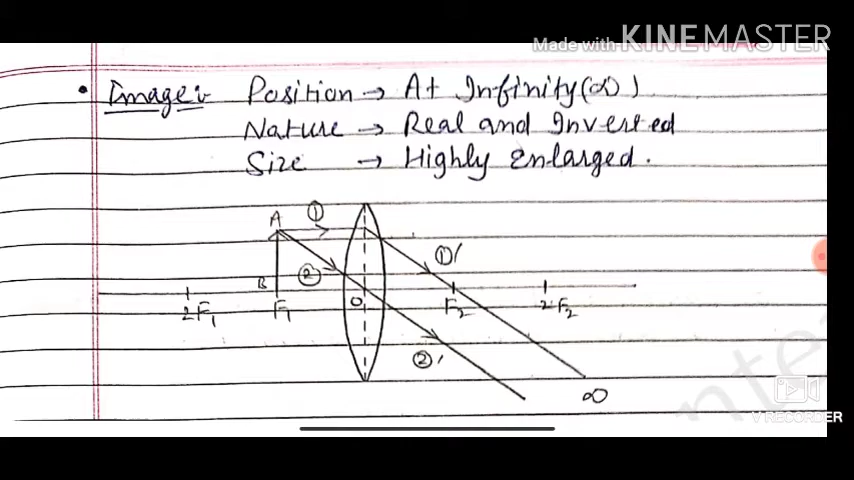 Made with KINEMASTER
• Image:- Position → At Infinity (∞)
Nature → Real and Inverted
Size → Highly Enlarged.
A ① ①'
B ②
2F₁ F₁ O F₂ 2F₂
②'
∞
V RECORDER